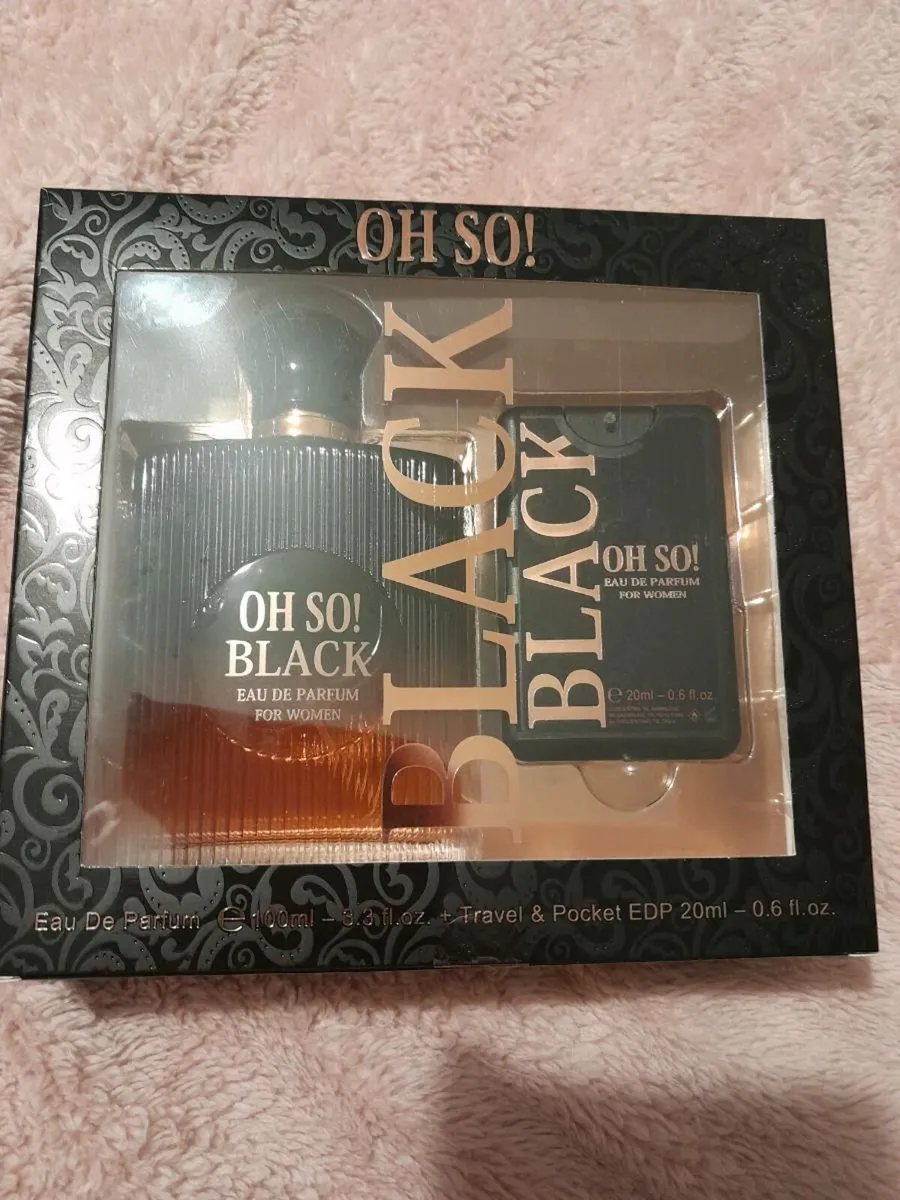 OH SO!
BLACK
OH SO!
BLACK
EAU DE PARFUM
FOR WOMEN
BLACK
OH SO!
EAU DE PARFUM
FOR WOMEN
e 20ml – 0.6 fl.oz.
Eau De Parfum e 100ml – 3.3 fl.oz. + Travel & Pocket EDP 20ml – 0.6 fl.oz.